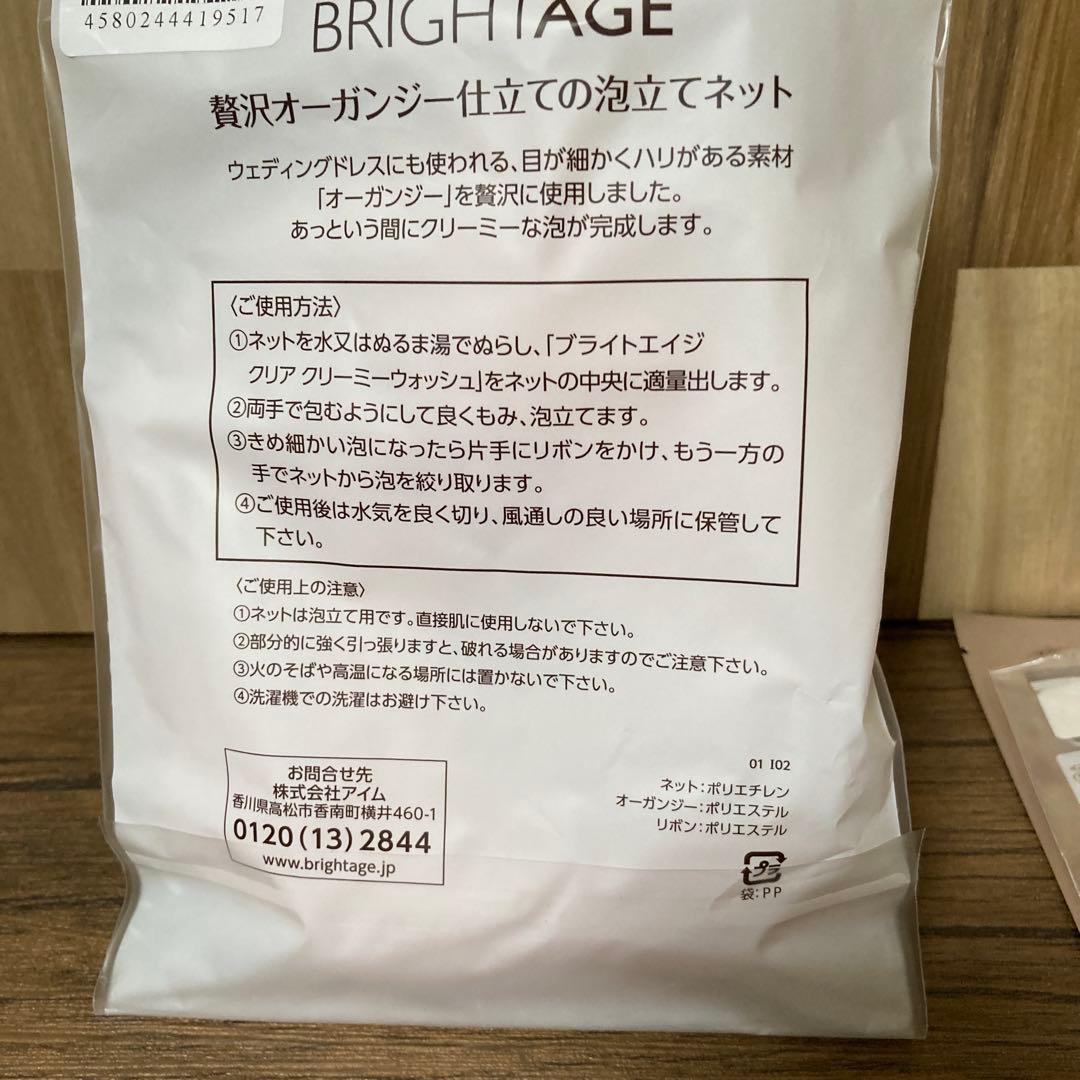 4580244419517
BRIGHTAGE
贅沢オーガンジー仕立ての泡立てネット
ウェディングドレスにも使われる、目が細かくハリがある素材
「オーガンジー」を贅沢に使用しました。
あっという間にクリーミーな泡が完成します。
〈ご使用方法〉
①ネットを水又はぬるま湯でぬらし、「ブライトエイジ
クリア クリーミーウォッシュ」をネットの中央に適量出します。
②両手で包むようにして良くもみ、泡立てます。
③きめ細かい泡になったら片手にリボンをかけ、もう一方の
手でネットから泡を絞り取ります。
④ご使用後は水気を良く切り、風通しの良い場所に保管して
下さい。
〈ご使用上の注意〉
①ネットは泡立て用です。直接肌に使用しないで下さい。
②部分的に強く引っ張りますと、破れる場合がありますのでご注意下さい。
③火のそばや高温になる場所には置かないで下さい。
④洗濯機での洗濯はお避け下さい。
お問合せ先
株式会社アイム
香川県高松市香南町横井460-1
0120(13)2844
www.brightage.jp
01 I02
ネット:ポリエチレン
オーガンジー:ポリエステル
リボン:ポリエステル
プラ
袋:PP